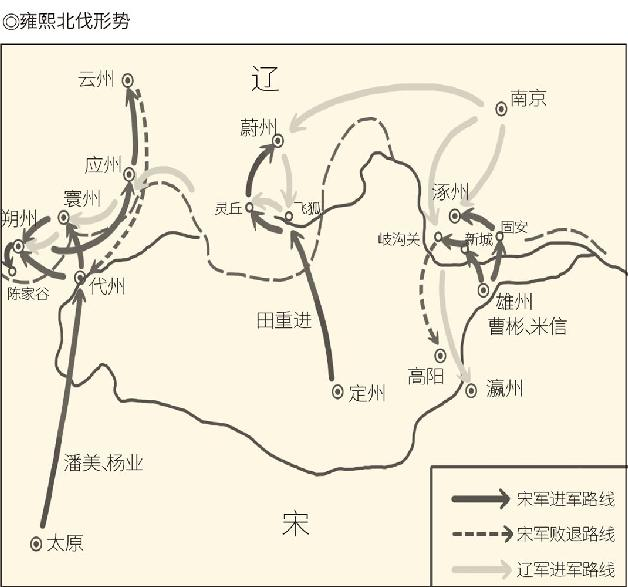 ◎雍熙北伐形势
云州
辽
南京
蔚州
应州
寰州
灵丘
飞狐
涿州
朔州
岐沟关
新城
固安
陈家谷
代州
雄州
曹彬、米信
田重进
高阳
定州
瀛州
潘美、杨业
太原
宋
宋军进军路线
宋军败退路线
辽军进军路线